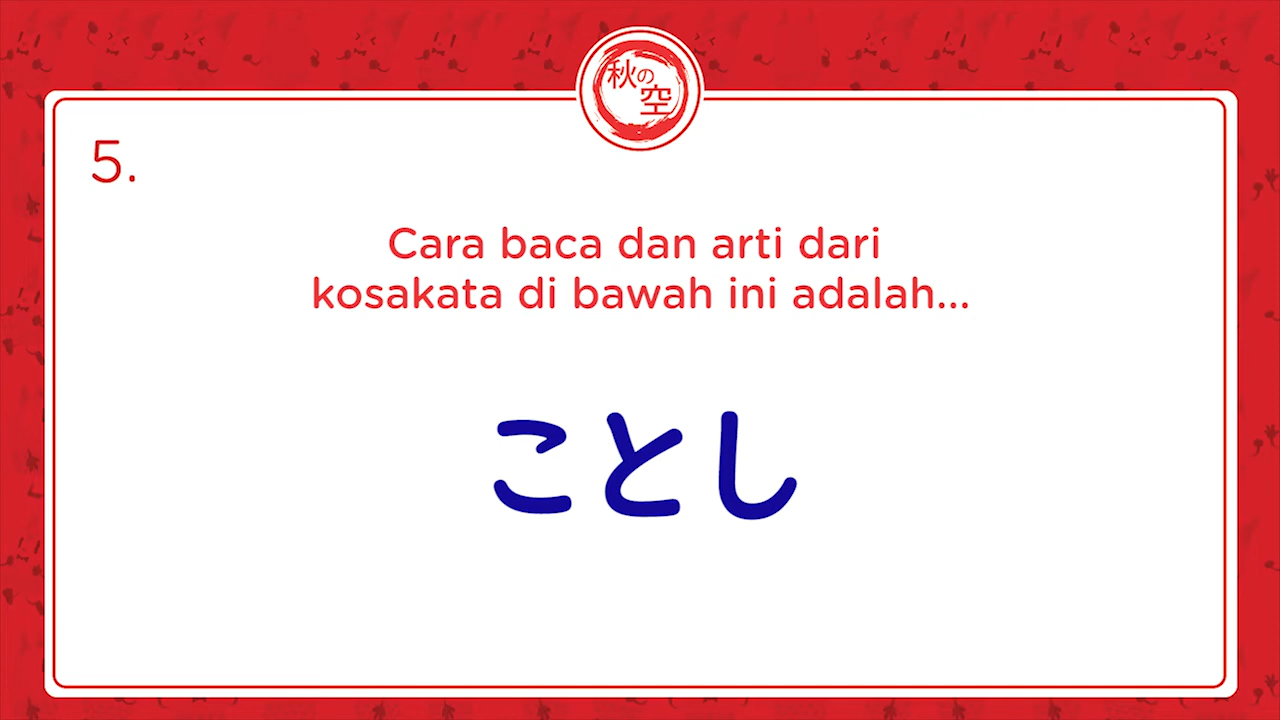 秋の
空
5.
Cara baca dan arti dari
kosakata di bawah ini adalah...
ことし